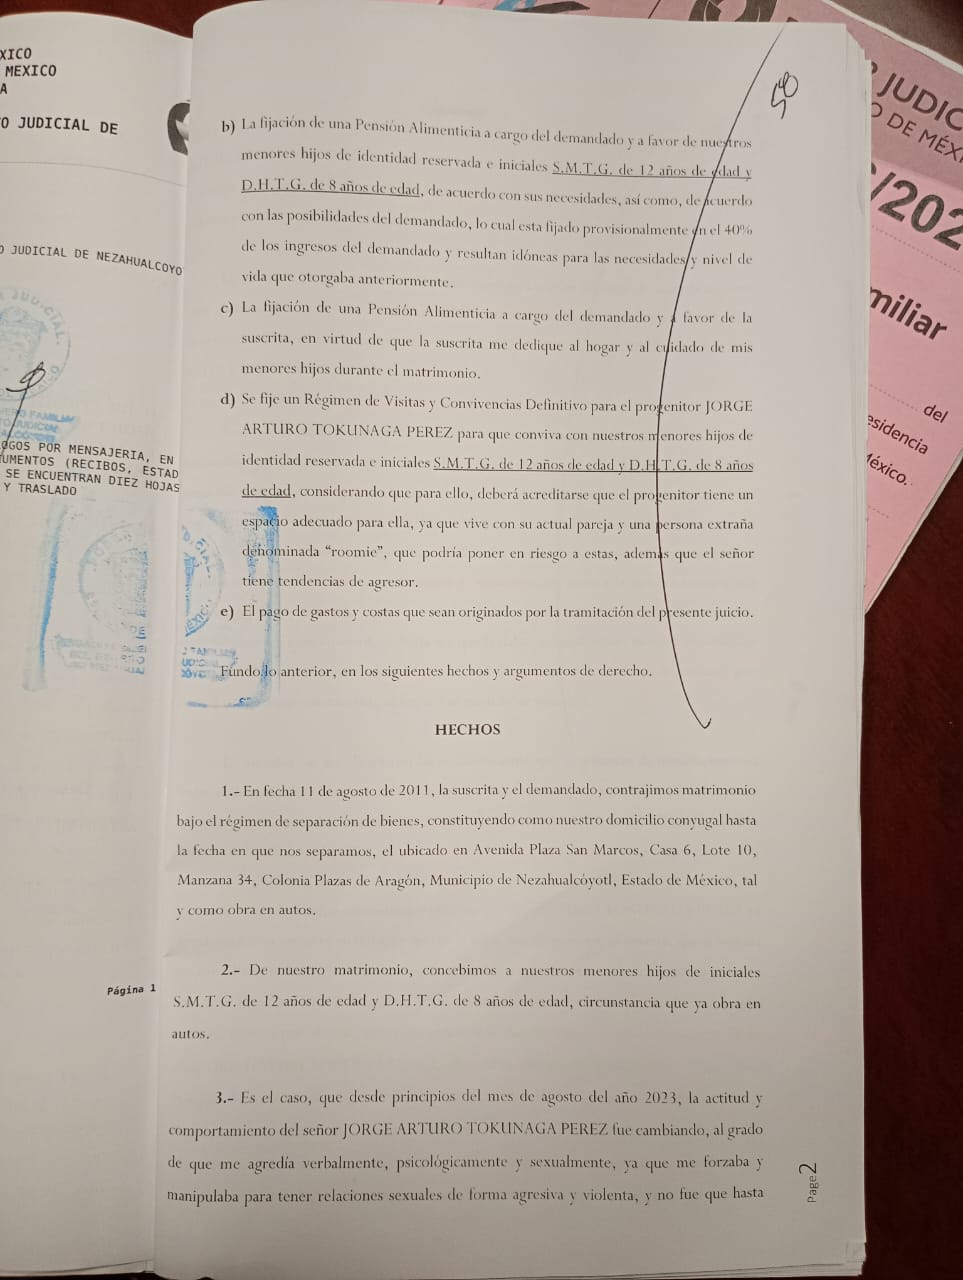 XICO
MEXICO
A
O JUDICIAL DE
O JUDICIAL DE NEZAHUALCOYO
OGOS POR MENSAJERIA, EN
UMENTOS (RECIBOS, ESTAD
SE ENCUENTRAN DIEZ HOJAS
Y TRASLADO
Página 1
b) La fijación de una Pensión Alimenticia a cargo del demandado y a favor de nuestros
menores hijos de identidad reservada e iniciales S.M.T.G. de 12 años de edad y
D.H.T.G. de 8 años de edad, de acuerdo con sus necesidades, así como, de acuerdo
con las posibilidades del demandado, lo cual esta fijado provisionalmente en el 40%
de los ingresos del demandado y resultan idóneas para las necesidades y nivel de
vida que otorgaba anteriormente.
c) La fijación de una Pensión Alimenticia a cargo del demandado y a favor de la
suscrita, en virtud de que la suscrita me dedique al hogar y al cuidado de mis
menores hijos durante el matrimonio.
d) Se fije un Régimen de Visitas y Convivencias Definitivo para el progenitor JORGE
ARTURO TOKUNAGA PEREZ para que conviva con nuestros menores hijos de
identidad reservada e iniciales S.M.T.G. de 12 años de edad y D.H.T.G. de 8 años
de edad, considerando que para ello, deberá acreditarse que el progenitor tiene un
espacio adecuado para ella, ya que vive con su actual pareja y una persona extraña
denominada “roomie”, que podría poner en riesgo a estas, además que el señor
tiene tendencias de agresor.
e) El pago de gastos y costas que sean originados por la tramitación del presente juicio.
Fundo lo anterior, en los siguientes hechos y argumentos de derecho.
HECHOS
1.- En fecha 11 de agosto de 2011, la suscrita y el demandado, contrajimos matrimonio
bajo el régimen de separación de bienes, constituyendo como nuestro domicilio conyugal hasta
la fecha en que nos separamos, el ubicado en Avenida Plaza San Marcos, Casa 6, Lote 10,
Manzana 34, Colonia Plazas de Aragón, Municipio de Nezahualcóyotl, Estado de México, tal
y como obra en autos.
2.- De nuestro matrimonio, concebimos a nuestros menores hijos de iniciales
S.M.T.G. de 12 años de edad y D.H.T.G. de 8 años de edad, circunstancia que ya obra en
autos.
3.- Es el caso, que desde principios del mes de agosto del año 2023, la actitud y
comportamiento del señor JORGE ARTURO TOKUNAGA PEREZ fue cambiando, al grado
de que me agredía verbalmente, psicológicamente y sexualmente, ya que me forzaba y
manipulaba para tener relaciones sexuales de forma agresiva y violenta, y no fue que hasta
Page2
JUDIC
O DE MÉXI
/202
miliar
del
esidencia
éxico.